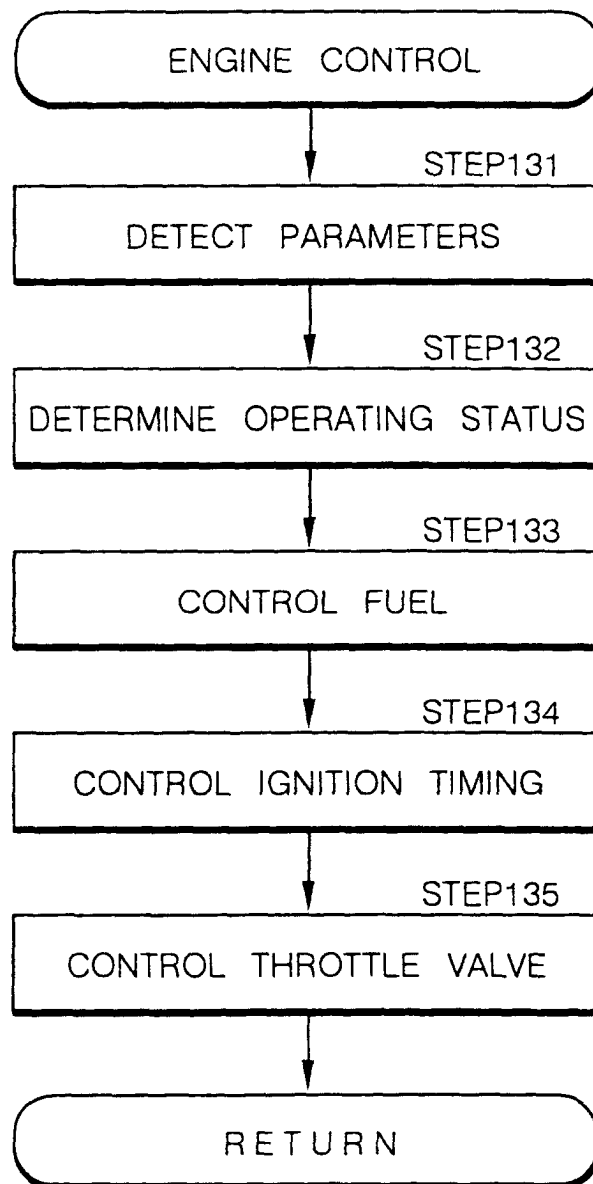 ENGINE CONTROL
STEP131
DETECT PARAMETERS
STEP132
DETERMINE OPERATING STATUS
STEP133
CONTROL FUEL
STEP134
CONTROL IGNITION TIMING
STEP135
CONTROL THROTTLE VALVE
RETURN